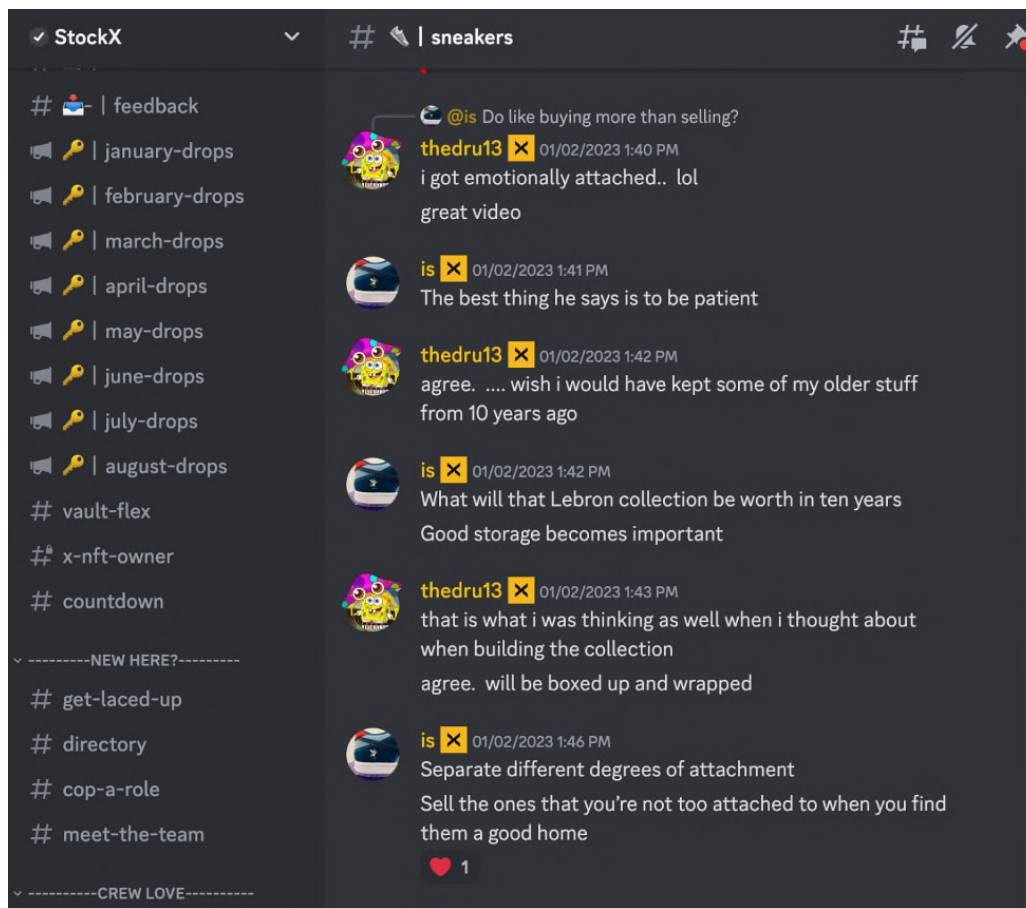 StockX
feedback
| january-drops
| february-drops
| march-drops
| april-drops
| may-drops
| june-drops
| july-drops
| august-drops
vault-flex
x-nft-owner
countdown
---------NEW HERE?---------
get-laced-up
directory
cop-a-role
meet-the-team
----------CREW LOVE----------
| sneakers
@is Do like buying more than selling?
thedru13 01/02/2023 1:40 PM
i got emotionally attached.. lol
great video
is 01/02/2023 1:41 PM
The best thing he says is to be patient
thedru13 01/02/2023 1:42 PM
agree. .... wish i would have kept some of my older stuff
from 10 years ago
is 01/02/2023 1:42 PM
What will that Lebron collection be worth in ten years
Good storage becomes important
thedru13 01/02/2023 1:43 PM
that is what i was thinking as well when i thought about
when building the collection
agree. will be boxed up and wrapped
is 01/02/2023 1:46 PM
Separate different degrees of attachment
Sell the ones that you're not too attached to when you find
them a good home
1